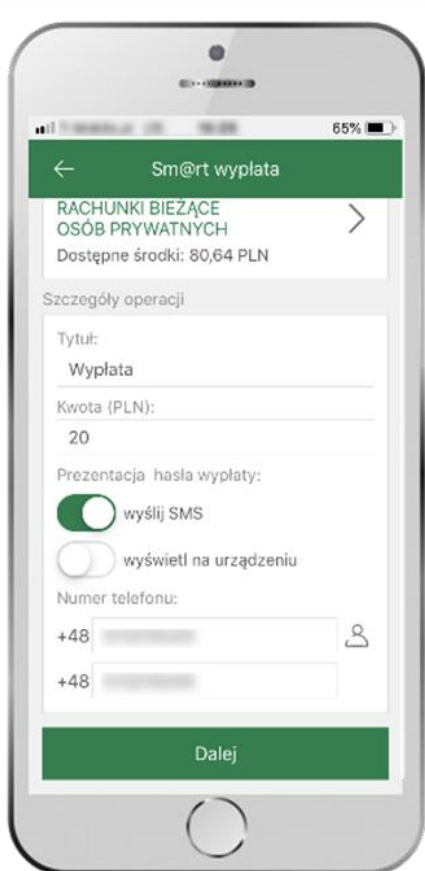 65%
Sm@rt wypłata
RACHUNKI BIEŻĄCE
OSÓB PRYWATNYCH
Dostępne środki: 80,64 PLN
Szczegóły operacji
Tytuł:
Wypłata
Kwota (PLN):
20
Prezentacja hasła wypłaty:
wyślij SMS
wyświetl na urządzeniu
Numer telefonu:
+48
+48
Dalej